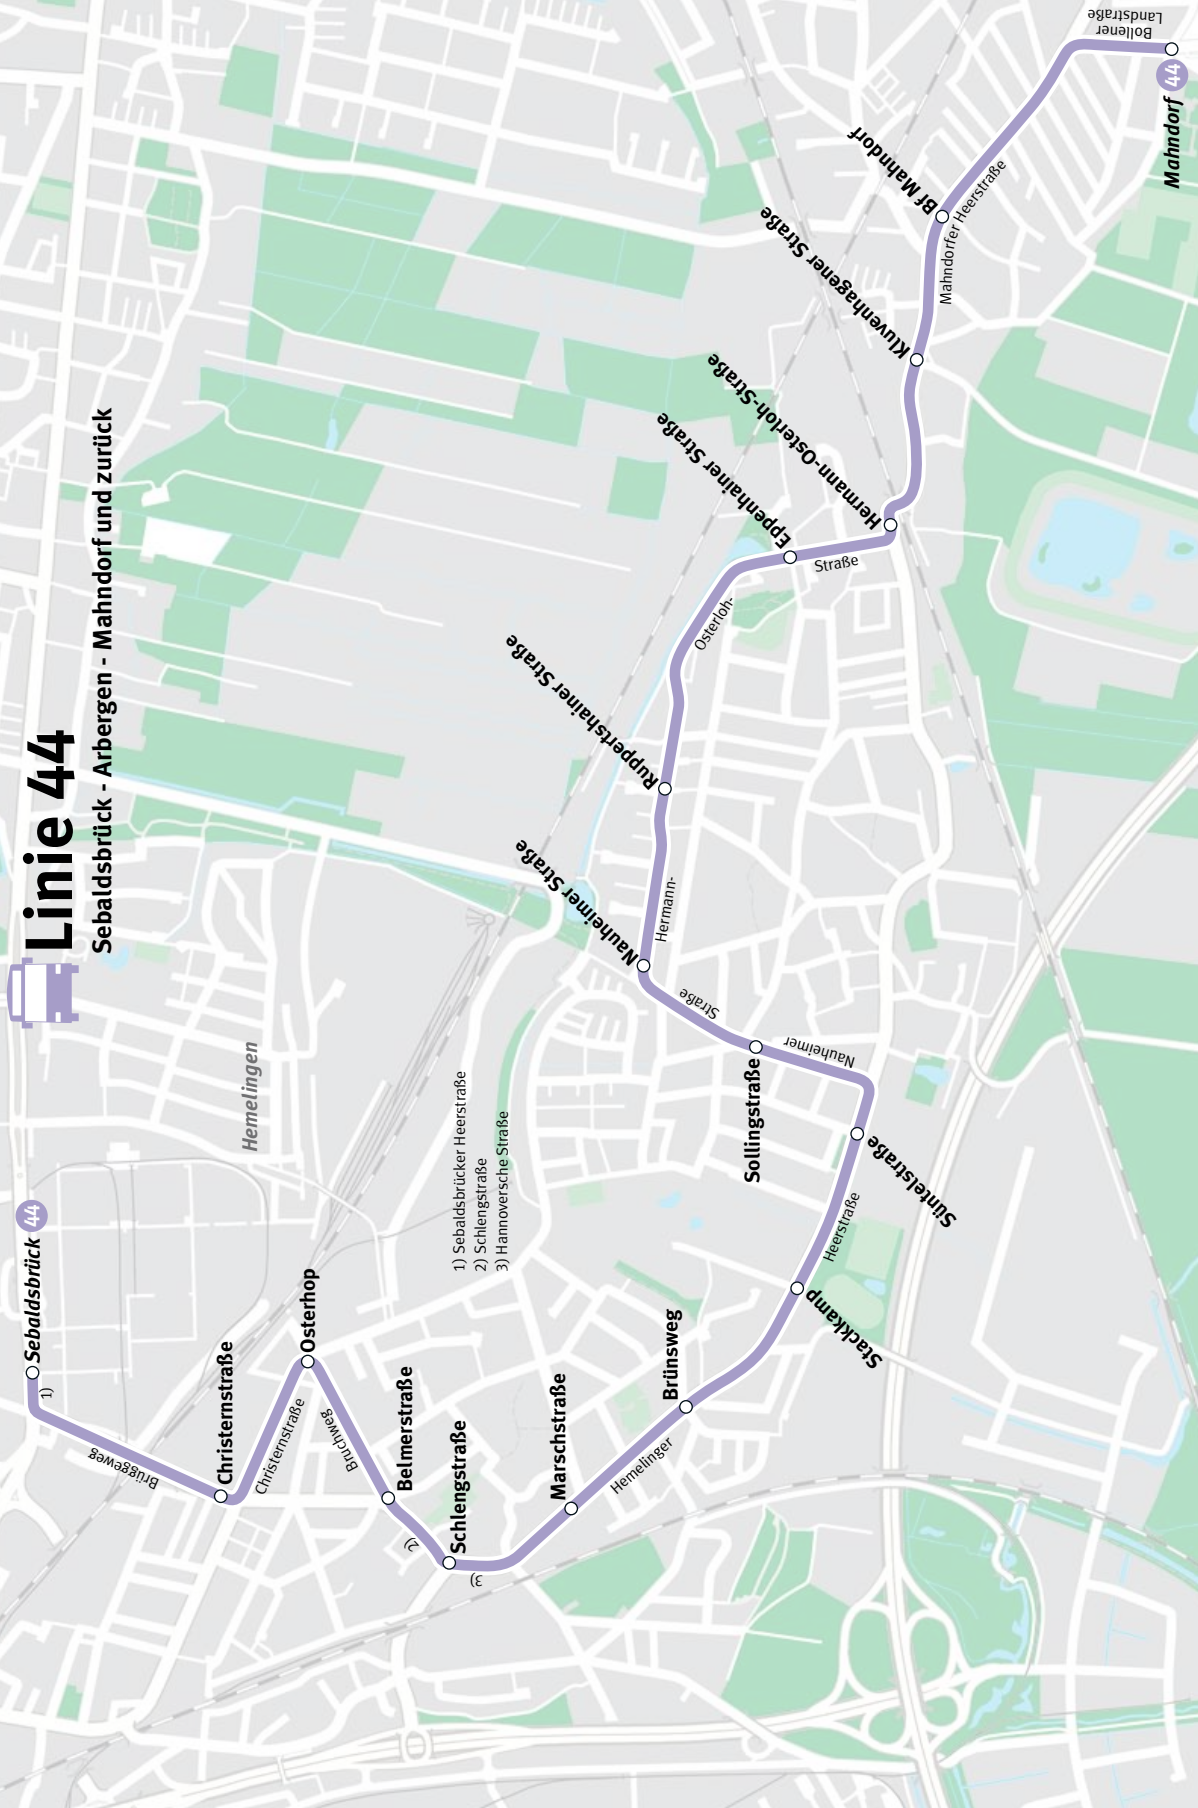 Linie 44
Sebaldsbrück - Arbergen - Mahndorf und zurück
Sebaldsbrück
44
1)
Brüggeweg
Christernstraße
Christernstraße
Osterhop
Bruchweg
Belmerstraße
2)
Schlengstraße
3)
Marschstraße
Hemelinger
Brünsweg
Stackkamp
Heerstraße
Süntelstraße
Nauheimer
Sollingstraße
Straße
Nauheimer Straße
Hermann-
Ruppertshainer Straße
Osterloh-
Eppenhainer Straße
Straße
Hermann-Osterloh-Straße
Kluvenhagener Straße
Mahndorfer Heerstraße
Bf Mahndorf
Bollener
Landstraße
44
Mahndorf
Hemelingen
1) Sebaldsbrücker Heerstraße
2) Schlengstraße
3) Hannoversche Straße